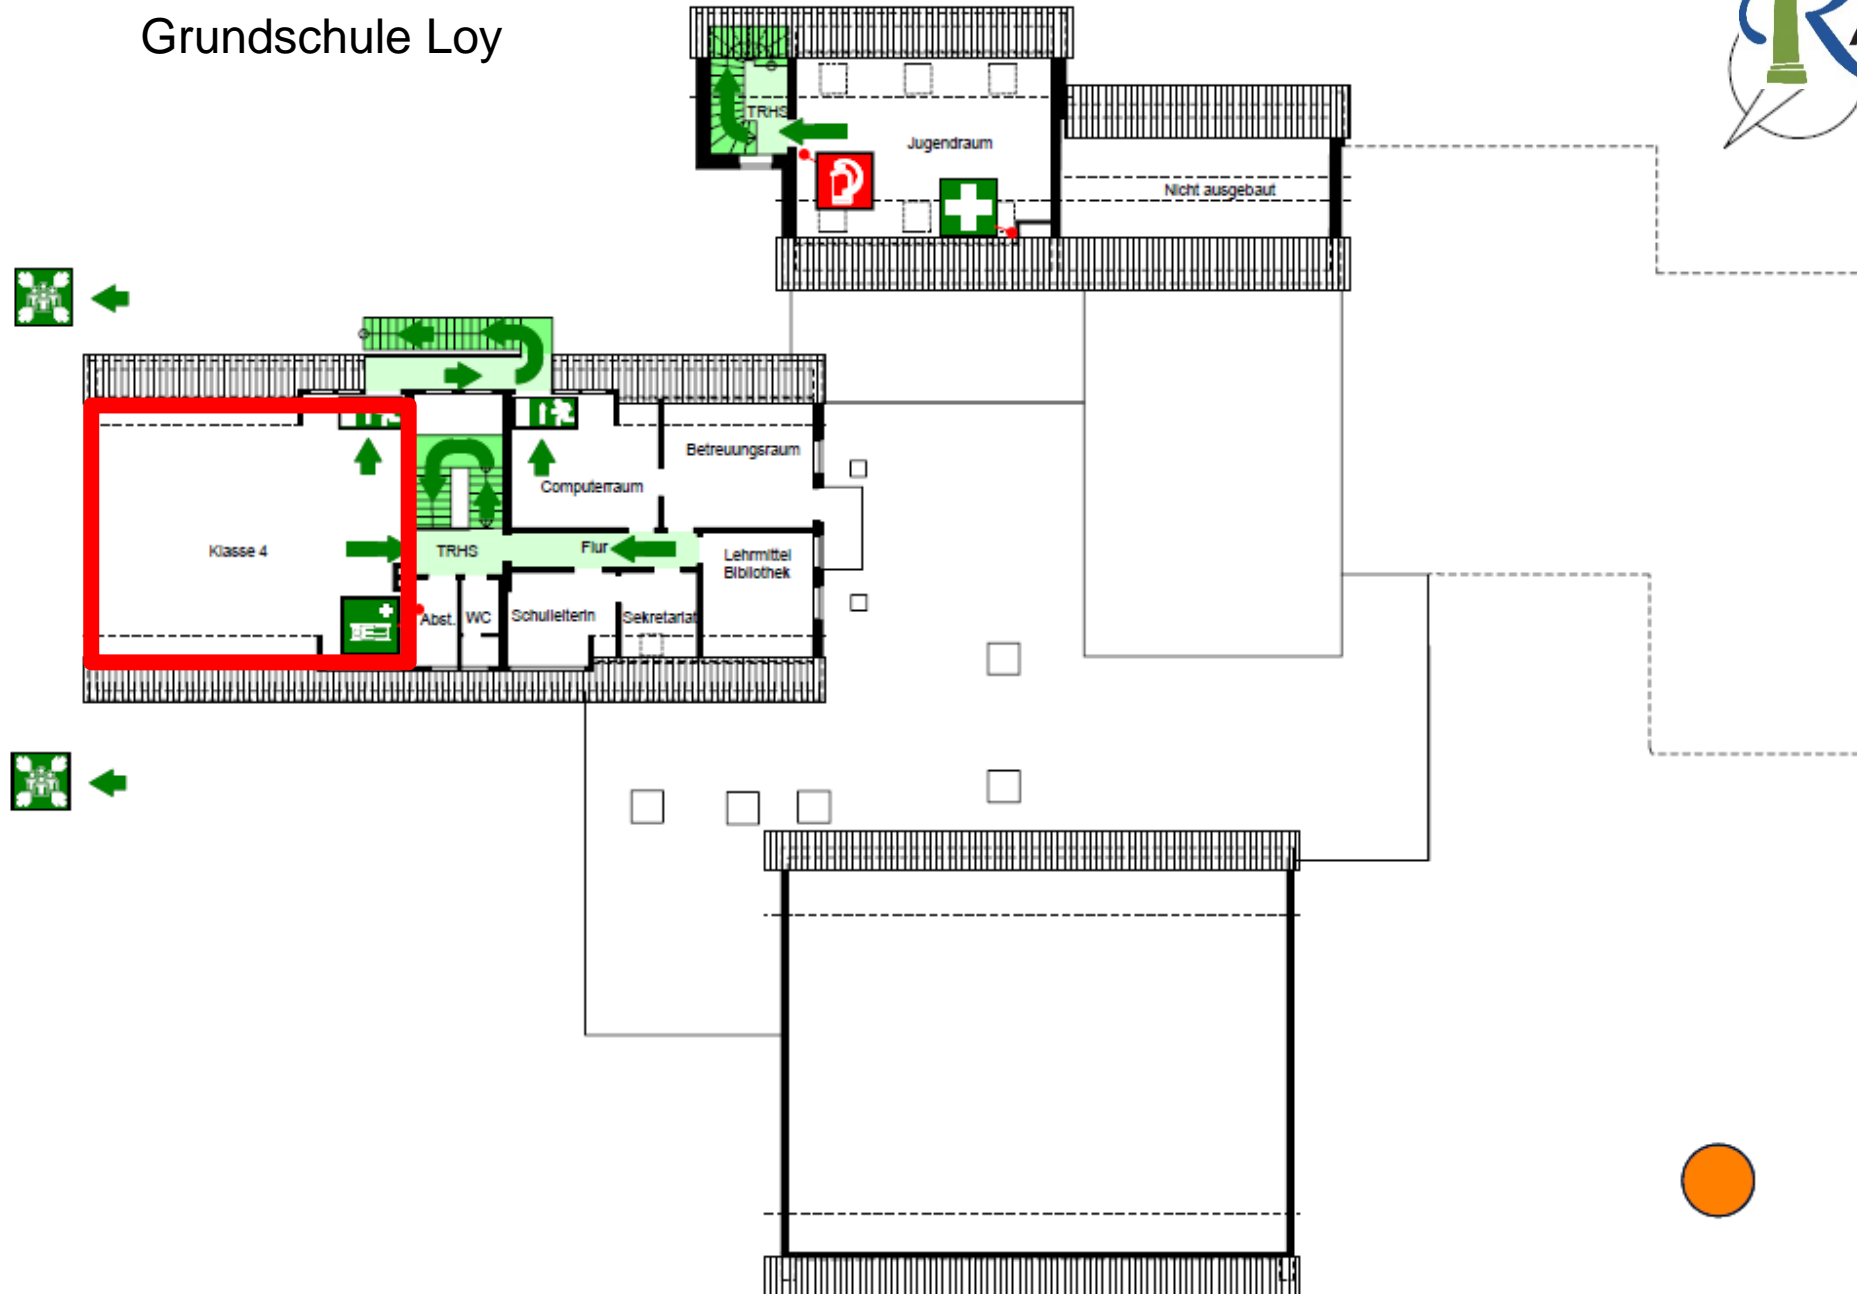 Grundschule Loy
TRHS
Jugendraum
Nicht ausgebaut
Betreuungsraum
Computerraum
Klasse 4
TRHS
Flur
Lehrmittel
Bibliothek
Abst.
WC
Schulleiterin
Sekretariat